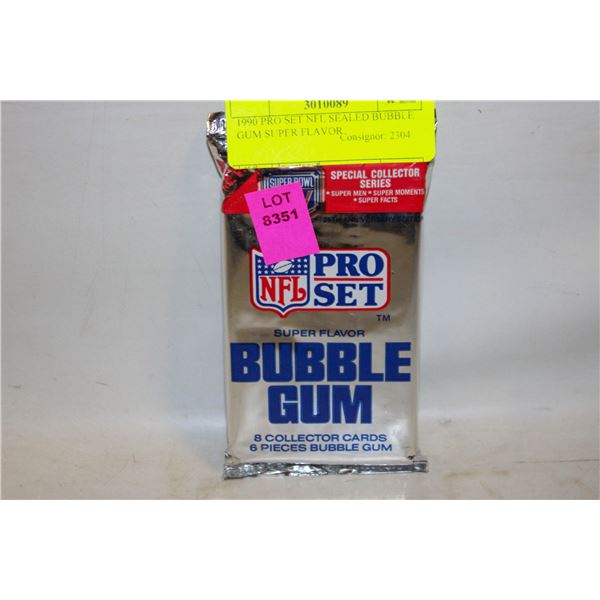 3010089
1990 PRO SET NFL SEALED BUBBLE
GUM SUPER FLAVOR
Consignor: 2304
SUPER BOWL
SPECIAL COLLECTOR
SERIES
• SUPER MEN • SUPER MOMENTS
• SUPER FACTS
LOT
8351
25TH ANNIVERSARY
NFL
PRO
SET
TM
SUPER FLAVOR
BUBBLE
GUM
8 COLLECTOR CARDS
6 PIECES BUBBLE GUM